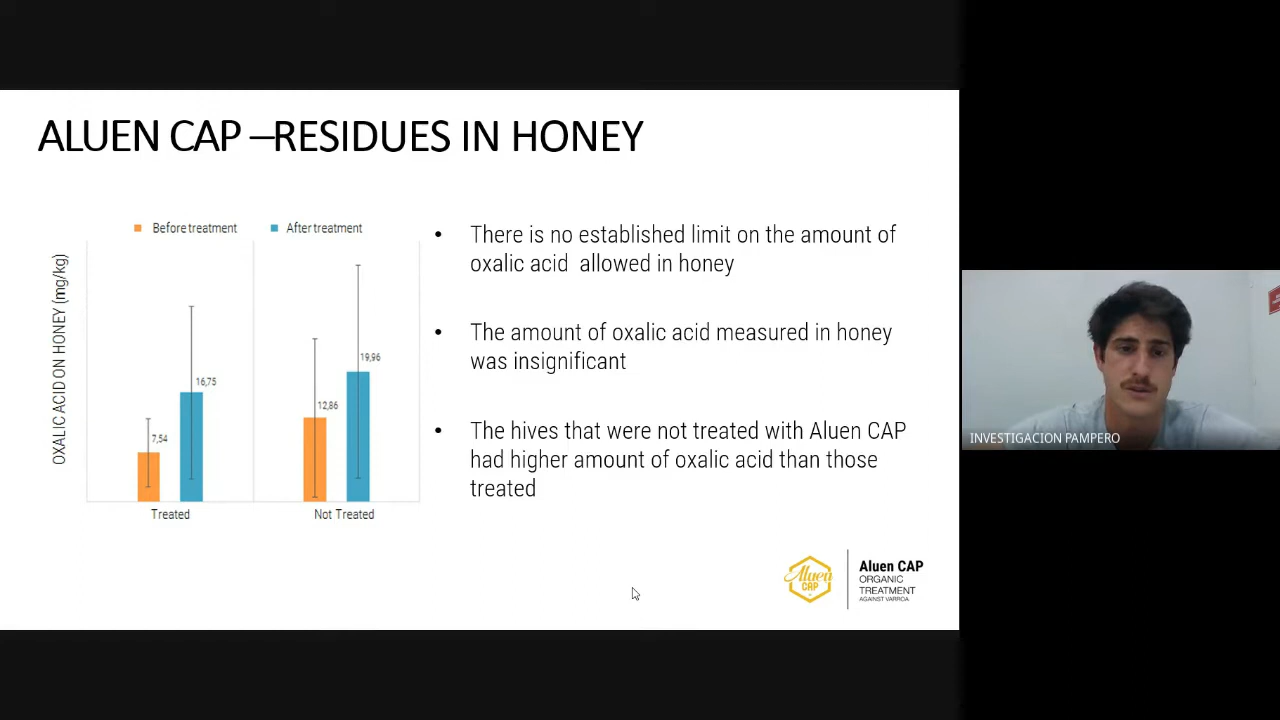 ALUEN CAP –RESIDUES IN HONEY
Before treatment
After treatment
OXALIC ACID ON HONEY (mg/kg)
7,54
16,75
12,86
19,96
Treated
Not Treated
• There is no established limit on the amount of
oxalic acid allowed in honey
• The amount of oxalic acid measured in honey
was insignificant
• The hives that were not treated with Aluen CAP
had higher amount of oxalic acid than those
treated
Aluen
CAP
Aluen CAP
ORGANIC
TREATMENT
AGAINST VARROA
INVESTIGACION PAMPERO